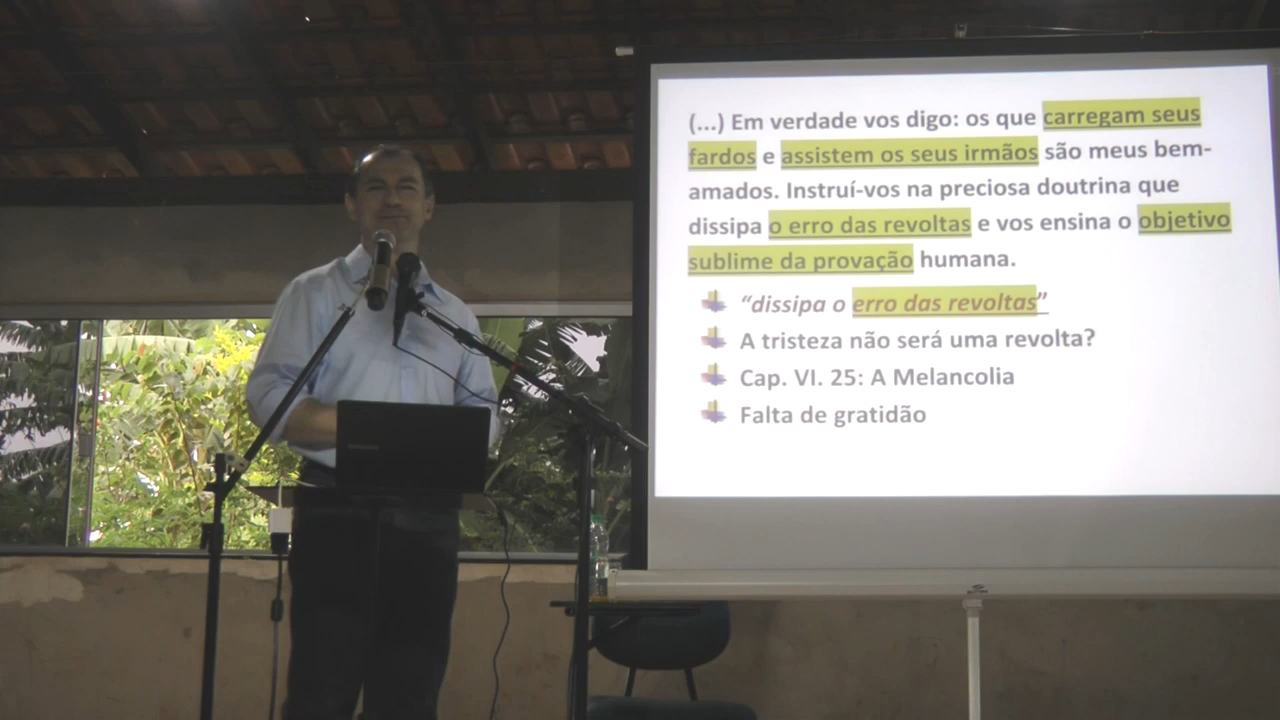 (...) Em verdade vos digo: os que carregam seus
fardos e assistem os seus irmãos são meus bem-
amados. Instruí-vos na preciosa doutrina que
dissipa o erro das revoltas e vos ensina o objetivo
sublime da provação humana.
“dissipa o erro das revoltas”
A tristeza não será uma revolta?
Cap. VI. 25: A Melancolia
Falta de gratidão